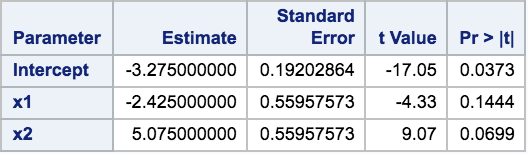 Parameter Estimate Standard Error t Value Pr > |t|
Intercept -3.275000000 0.19202864 -17.05 0.0373
x1 -2.425000000 0.55957573 -4.33 0.1444
x2 5.075000000 0.55957573 9.07 0.0699